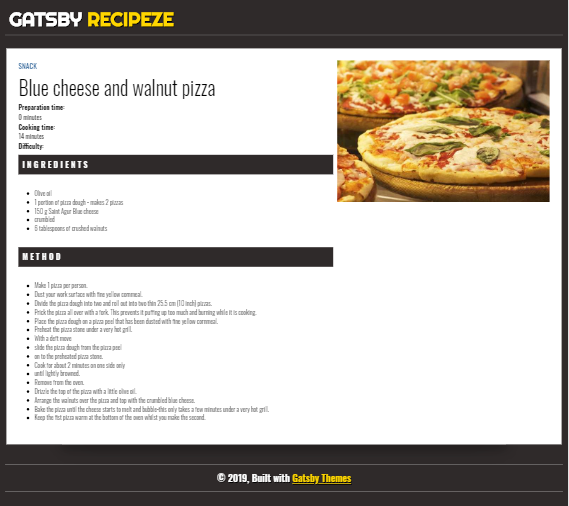 GATSBY RECIPEZE
SNACK
Blue cheese and walnut pizza
Preparation time:
0 minutes
Cooking time:
14 minutes
Difficulty:
INGREDIENTS
Olive oil
1 portion of pizza dough - makes 2 pizzas
150 g Saint Agur Blue cheese
crumbled
6 tablespoons of crushed walnuts
METHOD
Make 1 pizza per person.
Dust your work surface with fine yellow cornmeal.
Divide the pizza dough into two and roll out into two thin 25.5 cm (10 inch) pizzas.
Prick the pizza all over with a fork. This prevents it puffing up too much and burning while it is cooking.
Place the pizza dough on a pizza peel that has been dusted with fine yellow cornmeal.
Preheat the pizza stone under a very hot grill.
With a deft move
slide the pizza dough from the pizza peel
on to the preheated pizza stone.
Cook for about 2 minutes on one side only
until lightly browned.
Remove from the oven.
Drizzle the top of the pizza with a little olive oil.
Arrange the walnuts over the pizza and top with the crumbled blue cheese.
Bake the pizza until the cheese starts to melt and bubble-this only takes a few minutes under a very hot grill.
Keep the fist pizza warm at the bottom of the oven whilst you make the second.
© 2019, Built with Gatsby Themes